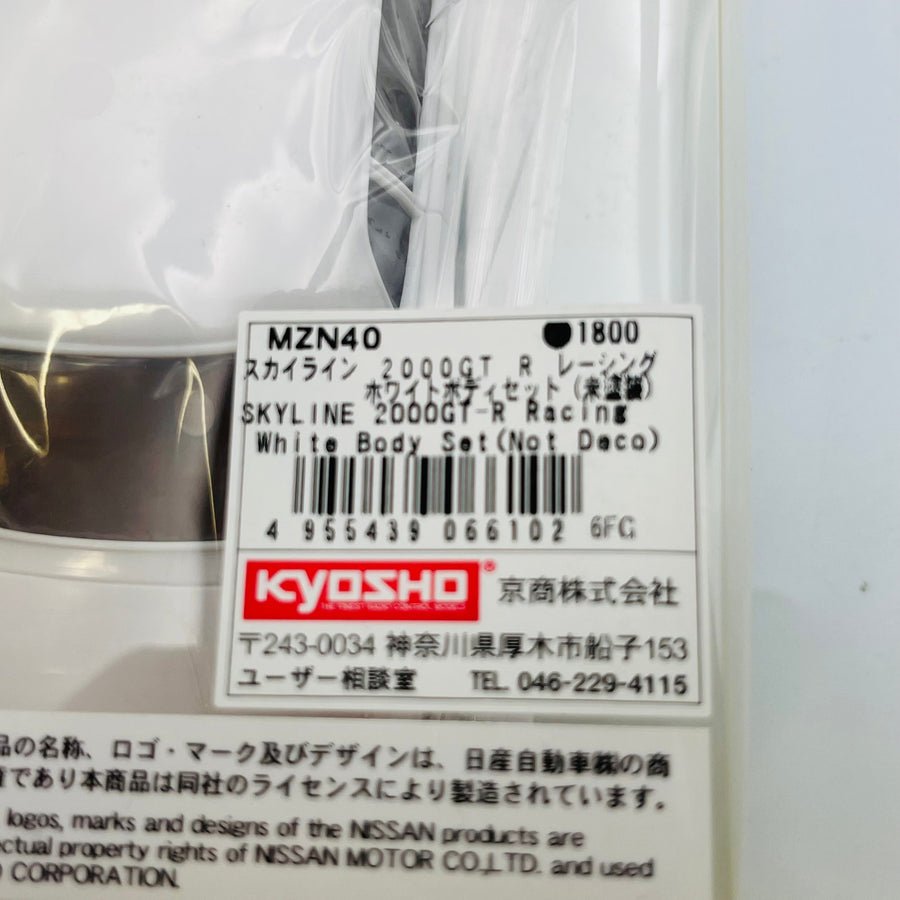 MZN40 ●1800
スカイライン 2000GT R レーシング
ホワイトボディセット (未塗装)
SKYLINE 2000GT-R Racing
White Body Set(Not Deco)
4 955439 066102 6FC
KYOSHO® 京商株式会社
〒243-0034 神奈川県厚木市船子153
ユーザー相談室 TEL. 046-229-4115
品の名称、ロゴ・マーク及びデザインは、日産自動車㈱の商
であり本商品は同社のライセンスにより製造されています。
logos, marks and designs of the NISSAN products are
ectual property rights of NISSAN MOTOR CO.,LTD. and used
CORPORATION.